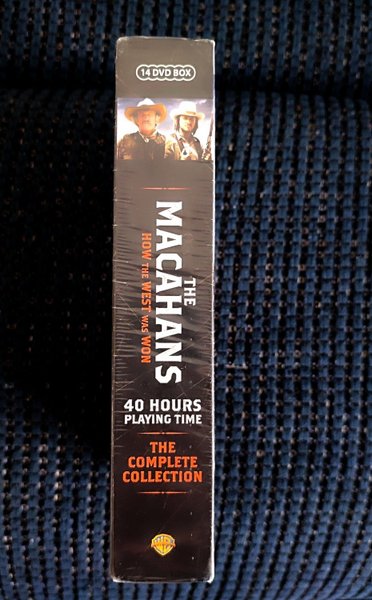 14 DVD BOX
THE
MACAHANS
HOW THE WEST WAS WON
40 HOURS
PLAYING TIME
THE
COMPLETE
COLLECTION